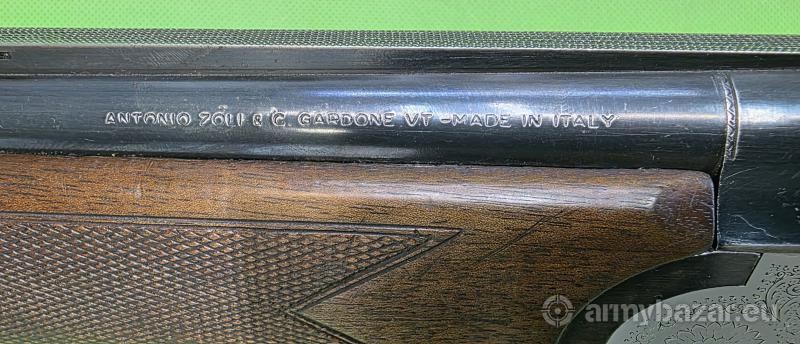 ANTONIO ZOLI & C. GARDONE VT - MADE IN ITALY
armybazar.eu